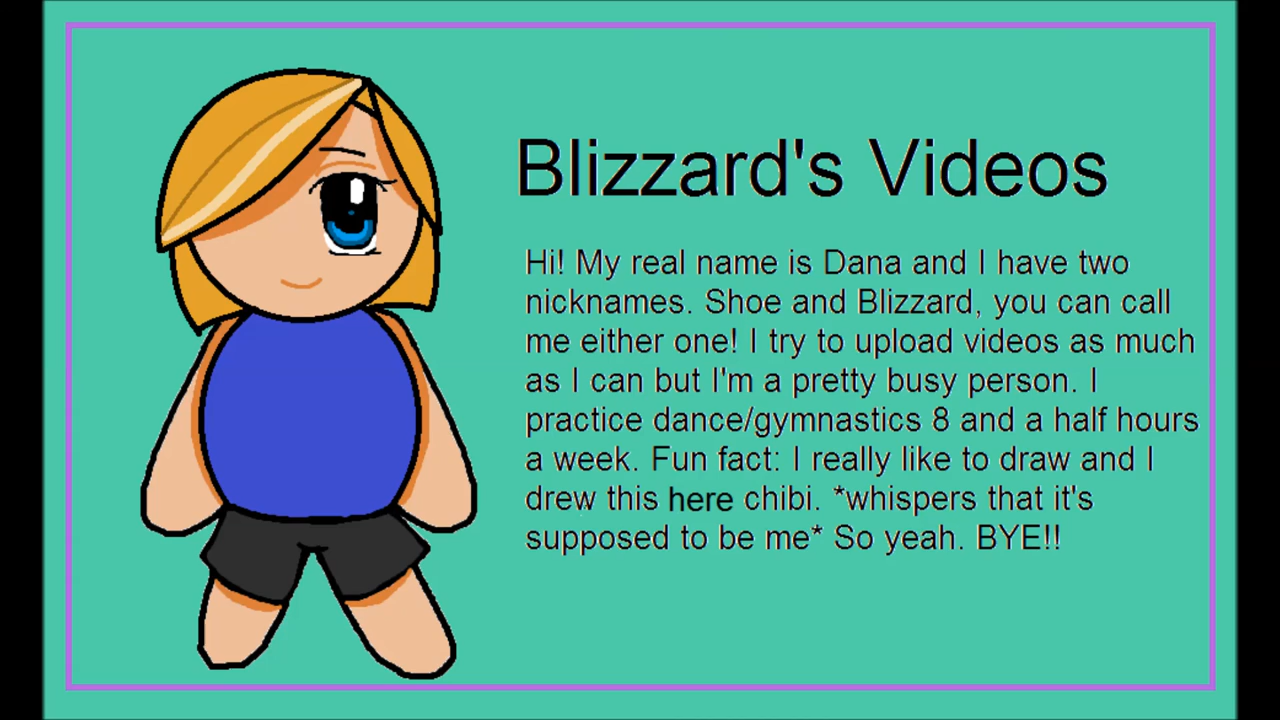 Blizzard's Videos
Hi! My real name is Dana and I have two
nicknames. Shoe and Blizzard, you can call
me either one! I try to upload videos as much
as I can but I'm a pretty busy person. I
practice dance/gymnastics 8 and a half hours
a week. Fun fact: I really like to draw and I
drew this here chibi. *whispers that it's
supposed to be me* So yeah. BYE!!